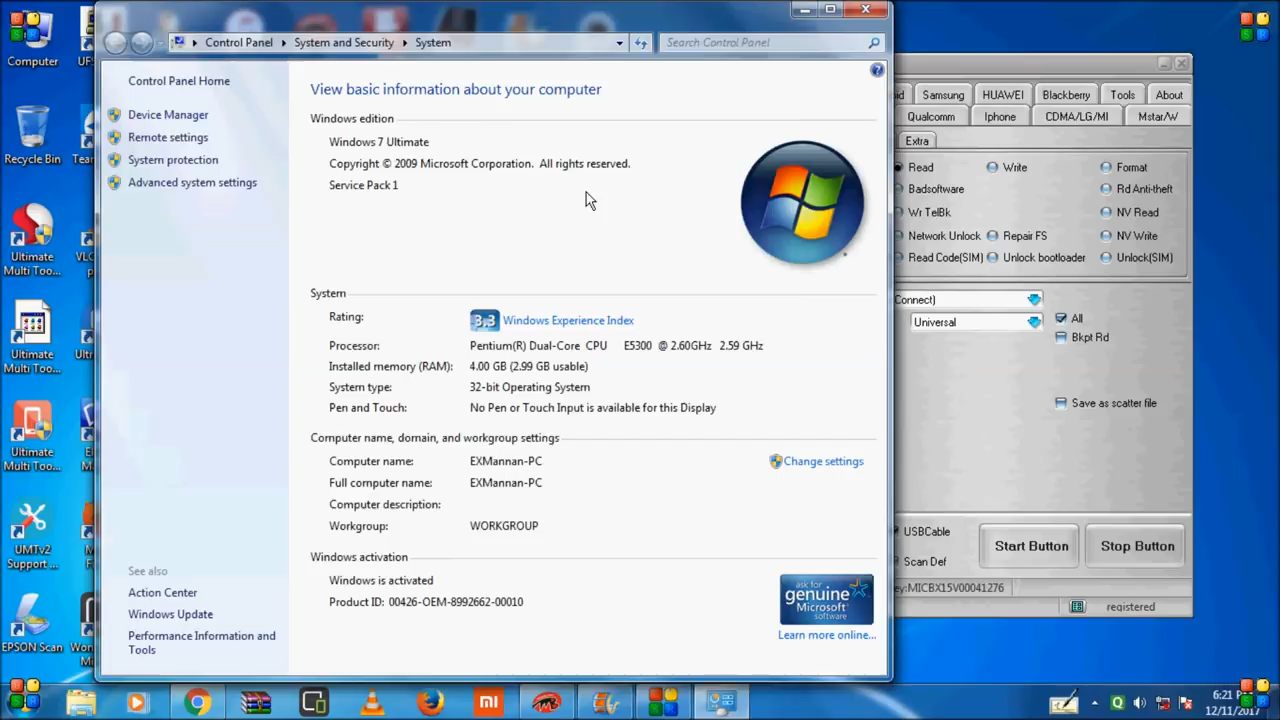 Computer
UFS
Recycle Bin
Tear
Ultimate
Multi Too...
VLC
p
Ultimate
Multi Too...
Ultr
Ultimate
Multi Too...
UMTv2
Support ...
EPSON Scan
Control Panel
System and Security
System
Search Control Panel
Control Panel Home
Device Manager
Remote settings
System protection
Advanced system settings
See also
Action Center
Windows Update
Performance Information and
Tools
View basic information about your computer
Windows edition
Windows 7 Ultimate
Copyright © 2009 Microsoft Corporation. All rights reserved.
Service Pack 1
System
Rating: 3.3 Windows Experience Index
Processor: Pentium(R) Dual-Core CPU E5300 @ 2.60GHz 2.59 GHz
Installed memory (RAM): 4.00 GB (2.99 GB usable)
System type: 32-bit Operating System
Pen and Touch: No Pen or Touch Input is available for this Display
Computer name, domain, and workgroup settings
Computer name: EXMannan-PC
Change settings
Full computer name: EXMannan-PC
Computer description:
Workgroup: WORKGROUP
Windows activation
Windows is activated
Product ID: 00426-OEM-8992662-00010
ask for
genuine
Microsoft
software
Learn more online...
id Samsung HUAWEI Blackberry Tools About
Qualcomm Iphone CDMA/LG/MI Mstar/W
Extra
Read Write Format
Badsoftware Rd Anti-theft
Wr TelBk NV Read
Network Unlock Repair FS NV Write
Read Code(SIM) Unlock bootloader Unlock(SIM)
Connect)
Universal All
Bkpt Rd
Save as scatter file
USBCable
Scan Def
Start Button Stop Button
ey:MICBX15V00041276
registered
MI
6:21 PM
12/11/2017